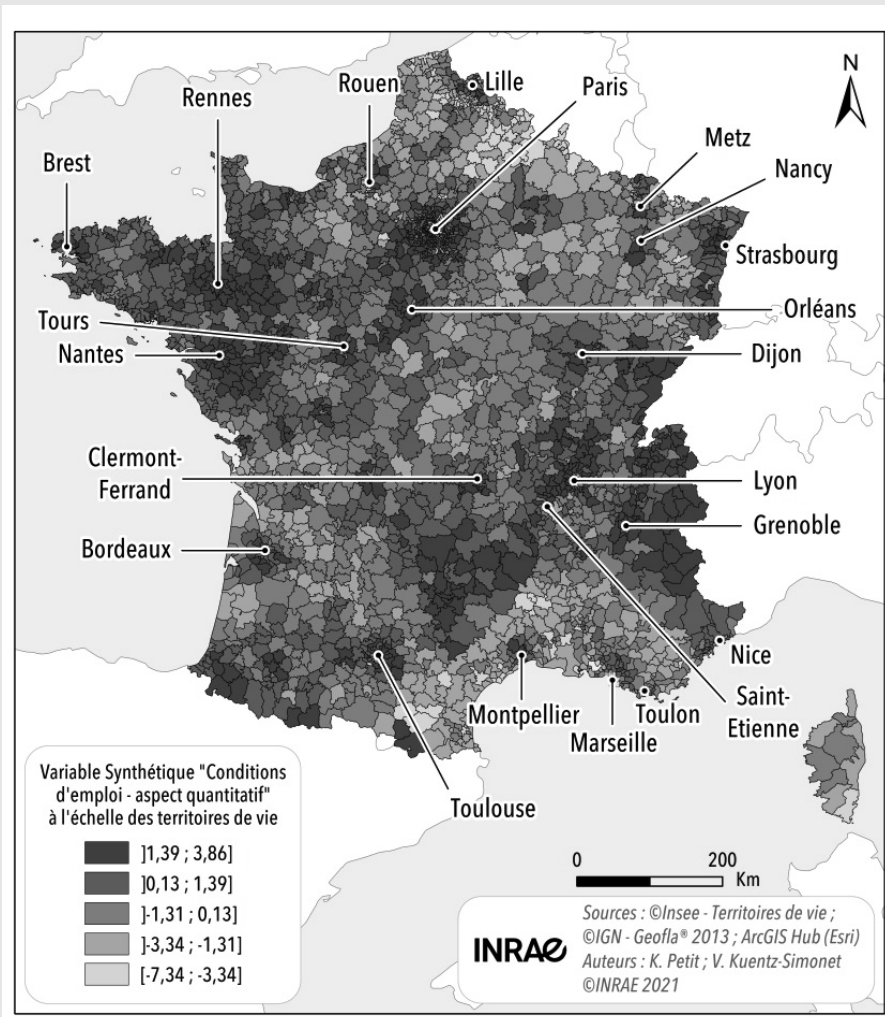 N
Rennes
Rouen
Lille
Paris
Brest
Metz
Nancy
Strasbourg
Orléans
Tours
Nantes
Dijon
Clermont-
Ferrand
Lyon
Grenoble
Bordeaux
Nice
Saint-
Etienne
Montpellier
Toulon
Marseille
Toulouse
Variable Synthétique "Conditions
d'emploi - aspect quantitatif"
à l'échelle des territoires de vie
]1,39 ; 3,86]
]0,13 ; 1,39]
]-1,31 ; 0,13]
]-3,34 ; -1,31]
[-7,34 ; -3,34]
0 200
Km
INRAE
Sources : ©Insee - Territoires de vie ;
©IGN - Geofla® 2013 ; ArcGIS Hub (Esri)
Auteurs : K. Petit ; V. Kuentz-Simonet
©INRAE 2021